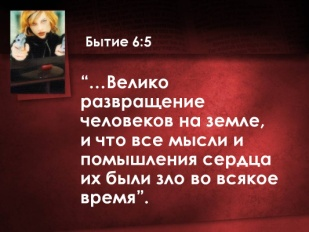 Бытие 6:5
“…Велико
развращение
человеков на земле,
и что все мысли и
помышления сердца
их были зло во всякое
время”.